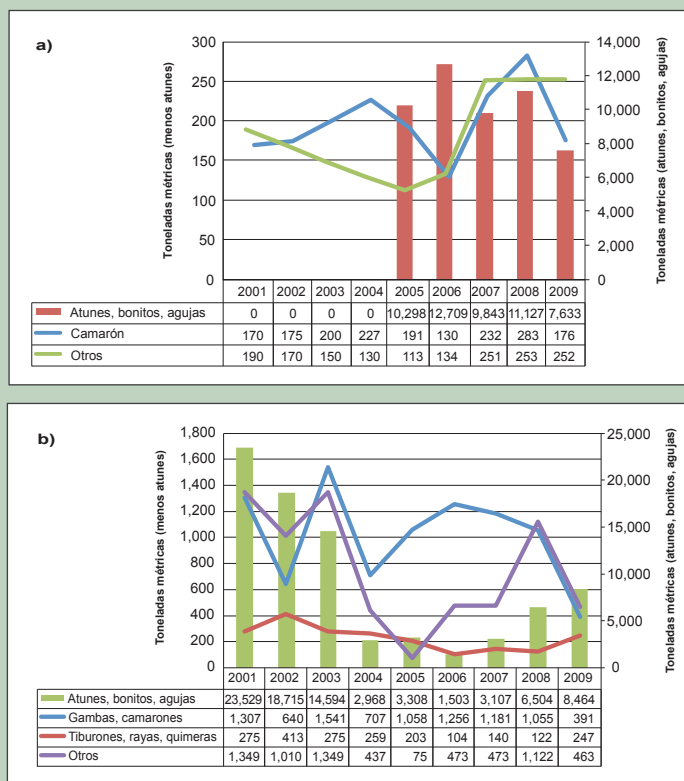 a)
Toneladas métricas (menos atunes)
300
250
200
150
100
50
0
14,000
12,000
10,000
8,000
6,000
4,000
2,000
0
Toneladas métricas (atunes, bonitos, agujas)
2001 2002 2003 2004 2005 2006 2007 2008 2009
Atunes, bonitos, agujas 0 0 0 0 10,298 12,709 9,843 11,127 7,633
Camarón 170 175 200 227 191 130 232 283 176
Otros 190 170 150 130 113 134 251 253 252
b)
Toneladas métricas (menos atunes)
1,800
1,600
1,400
1,200
1,000
800
600
400
200
0
25,000
20,000
15,000
10,000
5,000
0
Toneladas métricas (atunes, bonitos, agujas)
2001 2002 2003 2004 2005 2006 2007 2008 2009
Atunes, bonitos, agujas 23,529 18,715 14,594 2,968 3,308 1,503 3,107 6,504 8,464
Gambas, camarones 1,307 640 1,541 707 1,058 1,256 1,181 1,055 391
Tiburones, rayas, quimeras 275 413 275 259 203 104 140 122 247
Otros 1,349 1,010 1,349 437 75 473 473 1,122 463